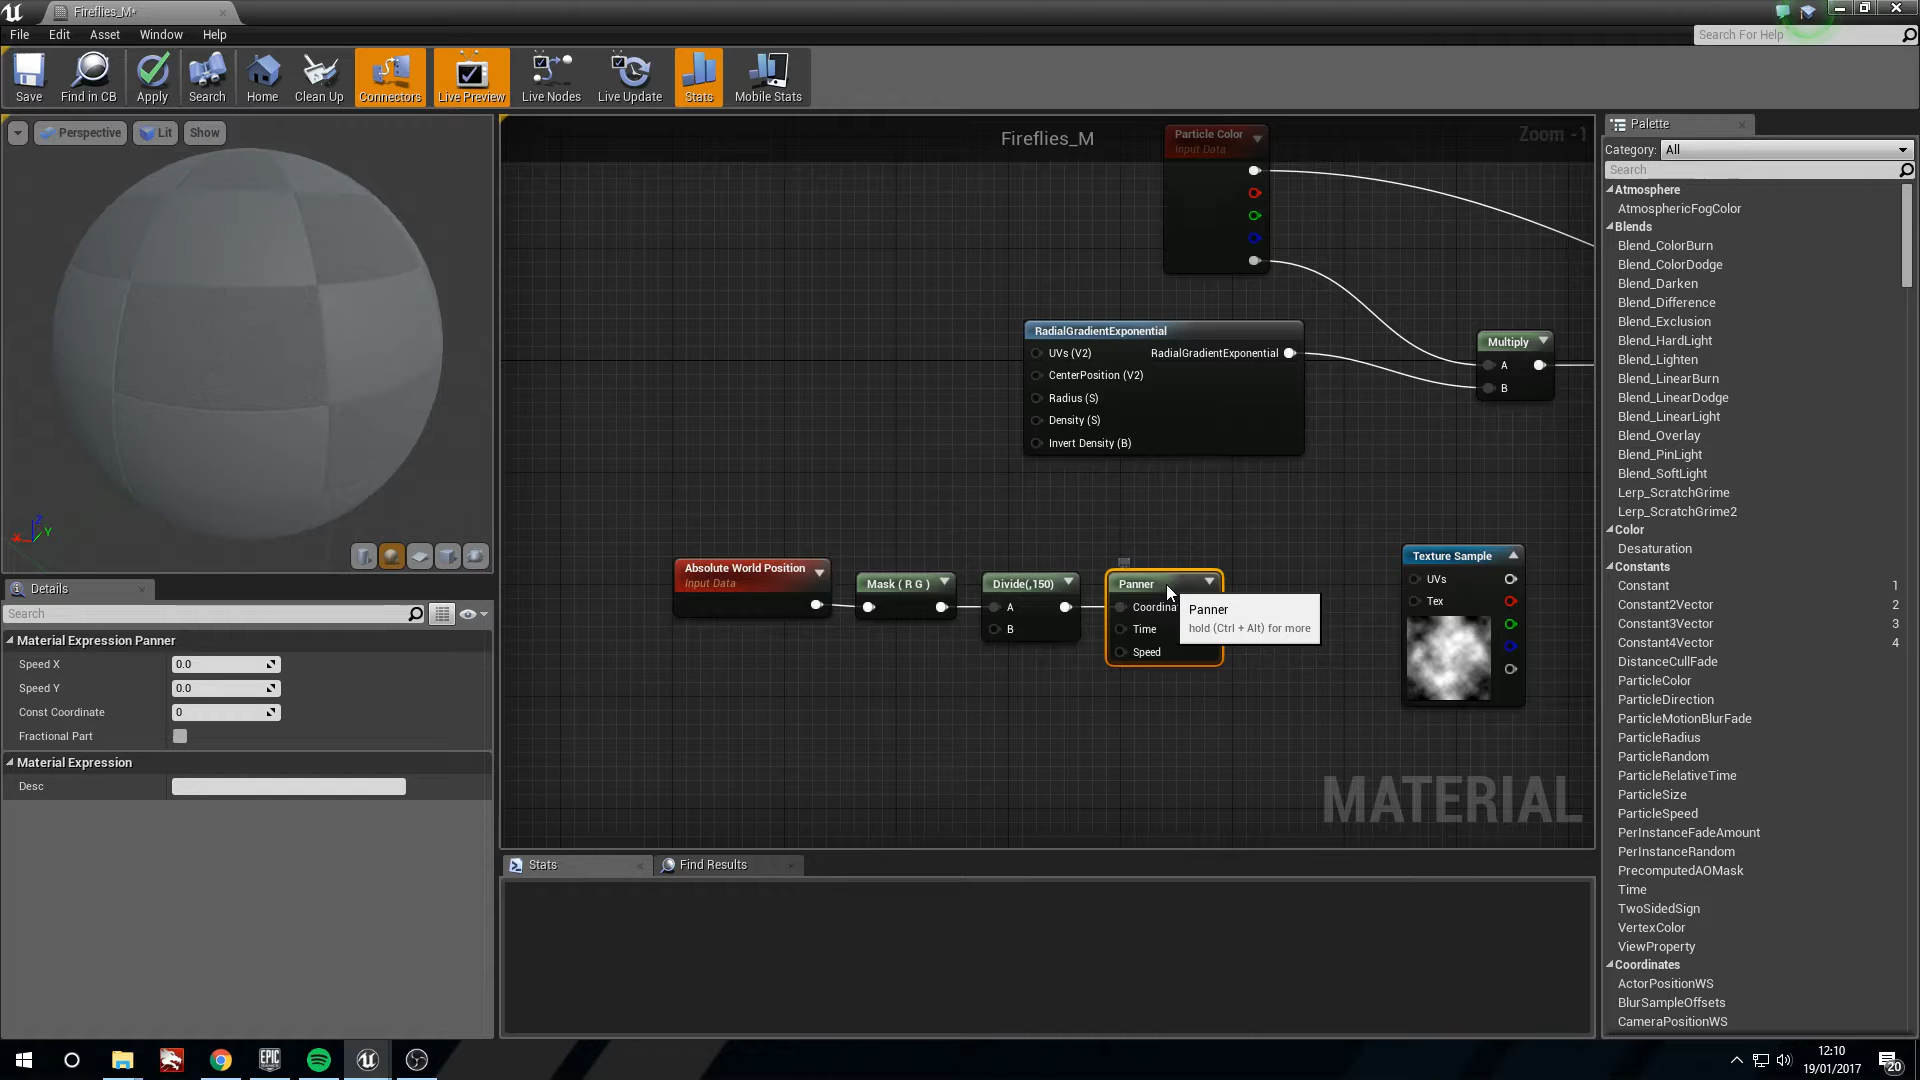 Fireflies_M*
File Edit Asset Window Help
Search For Help
Save Find in CB Apply Search Home Clean Up Connectors Live Preview Live Nodes Live Update Stats Mobile Stats
Perspective Lit Show
Fireflies_M
Zoom -1
Particle Color
Input Data
RadialGradientExponential
UVs (V2) RadialGradientExponential
CenterPosition (V2)
Radius (S)
Density (S)
Invert Density (B)
Multiply
A
B
Absolute World Position
Input Data
Mask ( R G )
Divide(,150)
A
B
Panner
Coordina
Time
Speed
Panner
hold (Ctrl + Alt) for more
Texture Sample
UVs
Tex
MATERIAL
Z
X Y
Details
Search
Material Expression Panner
Speed X 0.0
Speed Y 0.0
Const Coordinate 0
Fractional Part
Material Expression
Desc
Stats Find Results
Palette
Category: All
Search
Atmosphere
AtmosphericFogColor
Blends
Blend_ColorBurn
Blend_ColorDodge
Blend_Darken
Blend_Difference
Blend_Exclusion
Blend_HardLight
Blend_Lighten
Blend_LinearBurn
Blend_LinearDodge
Blend_LinearLight
Blend_Overlay
Blend_PinLight
Blend_SoftLight
Lerp_ScratchGrime
Lerp_ScratchGrime2
Color
Desaturation
Constants
Constant 1
Constant2Vector 2
Constant3Vector 3
Constant4Vector 4
DistanceCullFade
ParticleColor
ParticleDirection
ParticleMotionBlurFade
ParticleRadius
ParticleRandom
ParticleRelativeTime
ParticleSize
ParticleSpeed
PerInstanceFadeAmount
PerInstanceRandom
PrecomputedAOMask
Time
TwoSidedSign
VertexColor
ViewProperty
Coordinates
ActorPositionWS
BlurSampleOffsets
CameraPositionWS
EPIC
12:10
19/01/2017
20